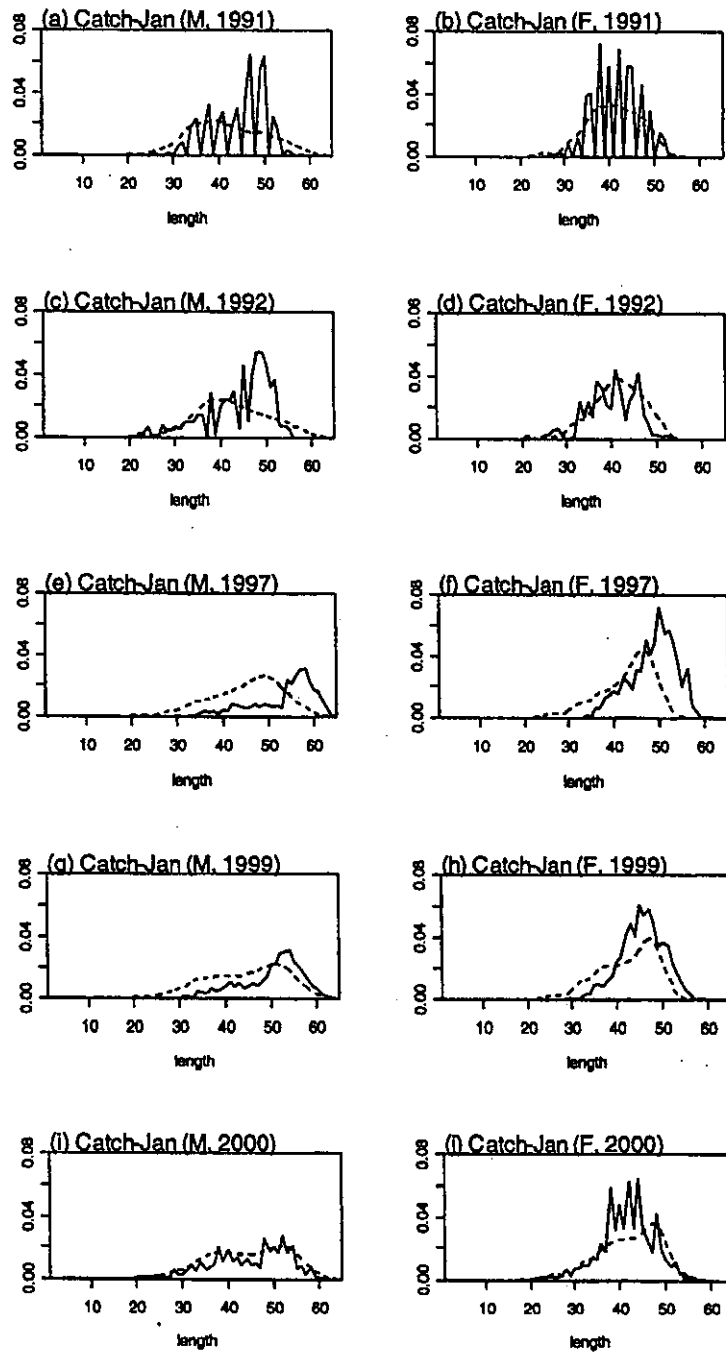 (a) Catch-Jan (M, 1991)
0.08
0.04
0.00
10 20 30 40 50 60
length
(b) Catch-Jan (F, 1991)
0.08
0.04
0.00
10 20 30 40 50 60
length
(c) Catch-Jan (M, 1992)
0.08
0.04
0.00
10 20 30 40 50 60
length
(d) Catch-Jan (F, 1992)
0.08
0.04
0.00
10 20 30 40 50 60
length
(e) Catch-Jan (M, 1997)
0.08
0.04
0.00
10 20 30 40 50 60
length
(f) Catch-Jan (F, 1997)
0.08
0.04
0.00
10 20 30 40 50 60
length
(g) Catch-Jan (M, 1999)
0.08
0.04
0.00
10 20 30 40 50 60
length
(h) Catch-Jan (F, 1999)
0.08
0.04
0.00
10 20 30 40 50 60
length
(i) Catch-Jan (M, 2000)
0.08
0.04
0.00
10 20 30 40 50 60
length
(j) Catch-Jan (F, 2000)
0.08
0.04
0.00
10 20 30 40 50 60
length